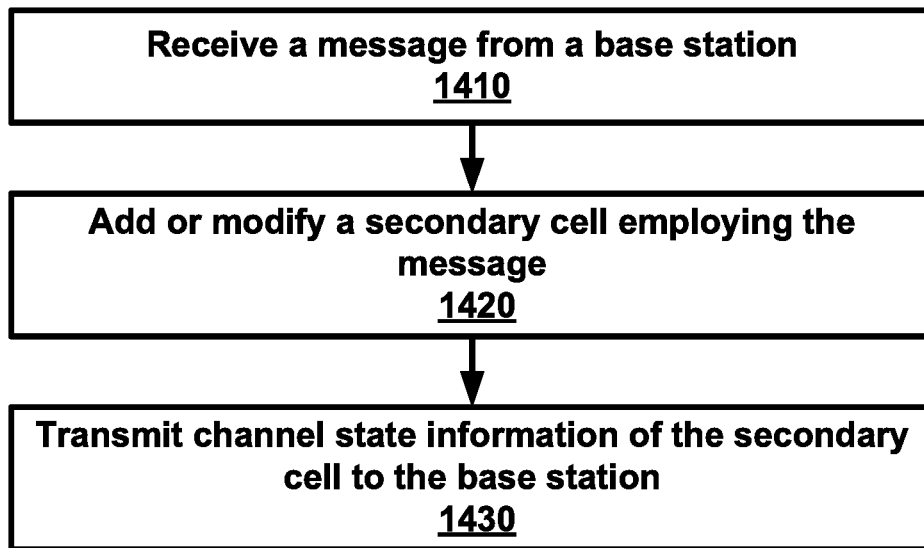 Receive a message from a base station
1410
Add or modify a secondary cell employing the
message
1420
Transmit channel state information of the secondary
cell to the base station
1430